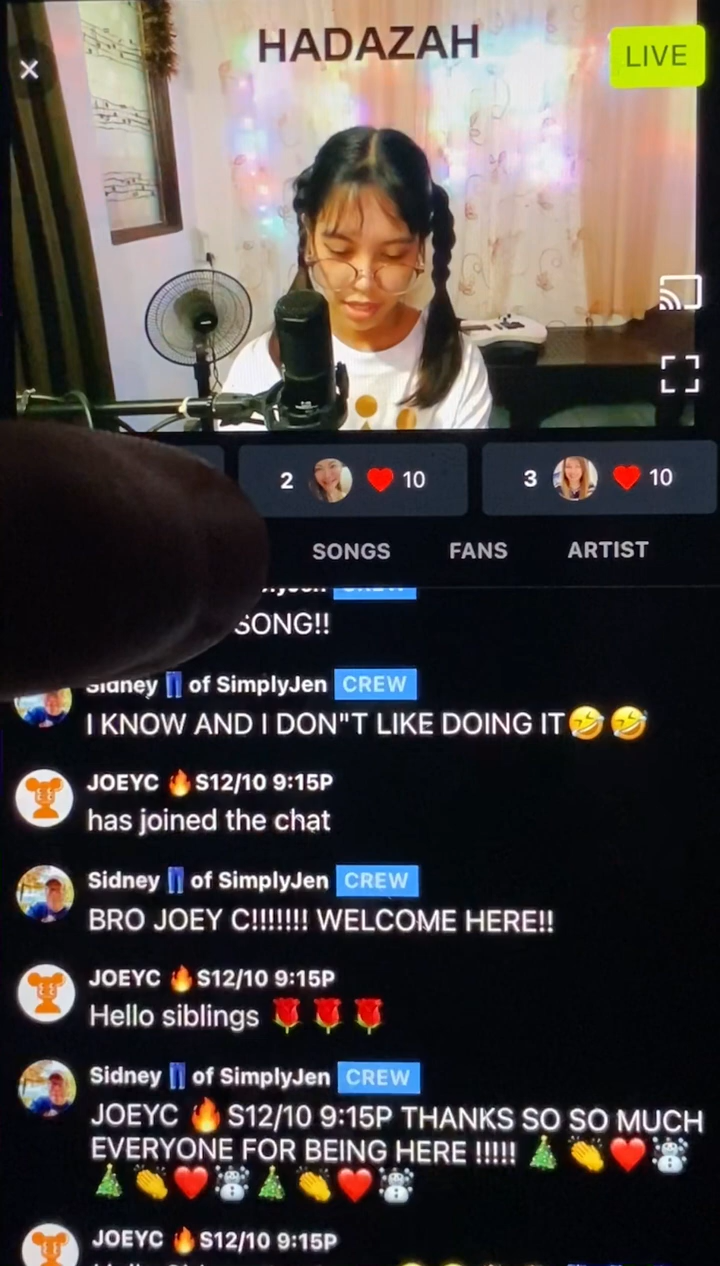 HADAZAH
LIVE
2 ❤️ 10
3 ❤️ 10
SONGS FANS ARTIST
SONG!!
Sidney 👖 of SimplyJen CREW
I KNOW AND I DON"T LIKE DOING IT🤣🤣
JOEYC 🔥S12/10 9:15P
has joined the chat
Sidney 👖 of SimplyJen CREW
BRO JOEY C!!!!!!! WELCOME HERE!!
JOEYC 🔥S12/10 9:15P
Hello siblings 🌹🌹🌹
Sidney 👖 of SimplyJen CREW
JOEYC 🔥 S12/10 9:15P THANKS SO SO MUCH
EVERYONE FOR BEING HERE !!!!! 🎄👏❤️☃️
🎄👏❤️☃️🎄👏❤️☃️
JOEYC 🔥S12/10 9:15P